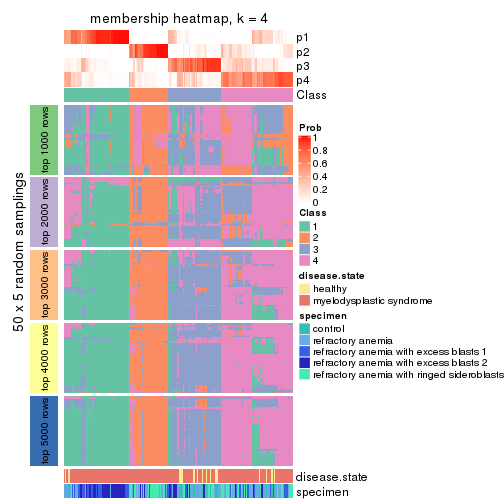 membership heatmap, k = 4
p1
p2
p3
p4
Class
50 x 5 random samplings
top 1000 rows
top 2000 rows
top 3000 rows
top 4000 rows
top 5000 rows
Prob
1
0.8
0.6
0.4
0.2
0
Class
1
2
3
4
disease.state
healthy
myelodysplastic syndrome
specimen
control
refractory anemia
refractory anemia with excess blasts 1
refractory anemia with excess blasts 2
refractory anemia with ringed sideroblasts
disease.state
specimen